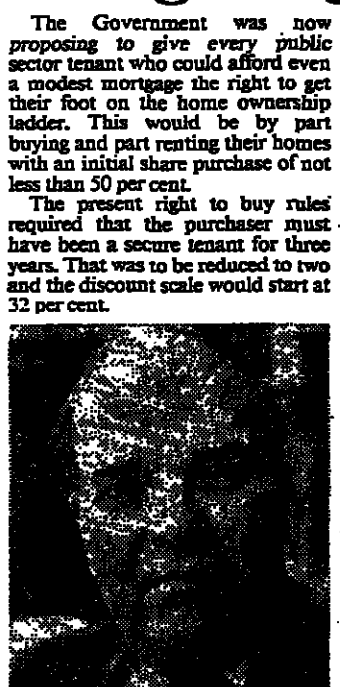 The Government was now
proposing to give every public
sector tenant who could afford even
a modest mortgage the right to get
their foot on the home ownership
ladder. This would be by part
buying and part renting their homes
with an initial share purchase of not
less than 50 per cent.
The present right to buy rules
required that the purchaser must
have been a secure tenant for three
years. That was to be reduced to two
and the discount scale would start at
32 per cent.